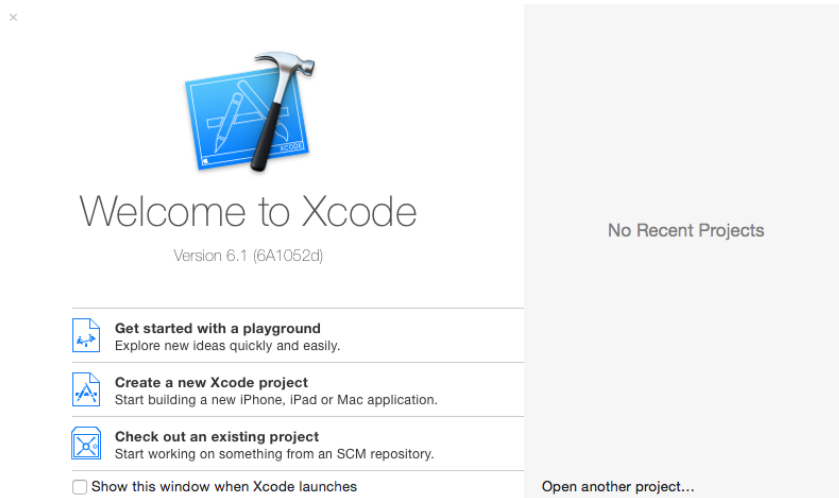 XCODE
Welcome to Xcode
Version 6.1 (6A1052d)
Get started with a playground
Explore new ideas quickly and easily.
Create a new Xcode project
Start building a new iPhone, iPad or Mac application.
Check out an existing project
Start working on something from an SCM repository.
Show this window when Xcode launches
No Recent Projects
Open another project...